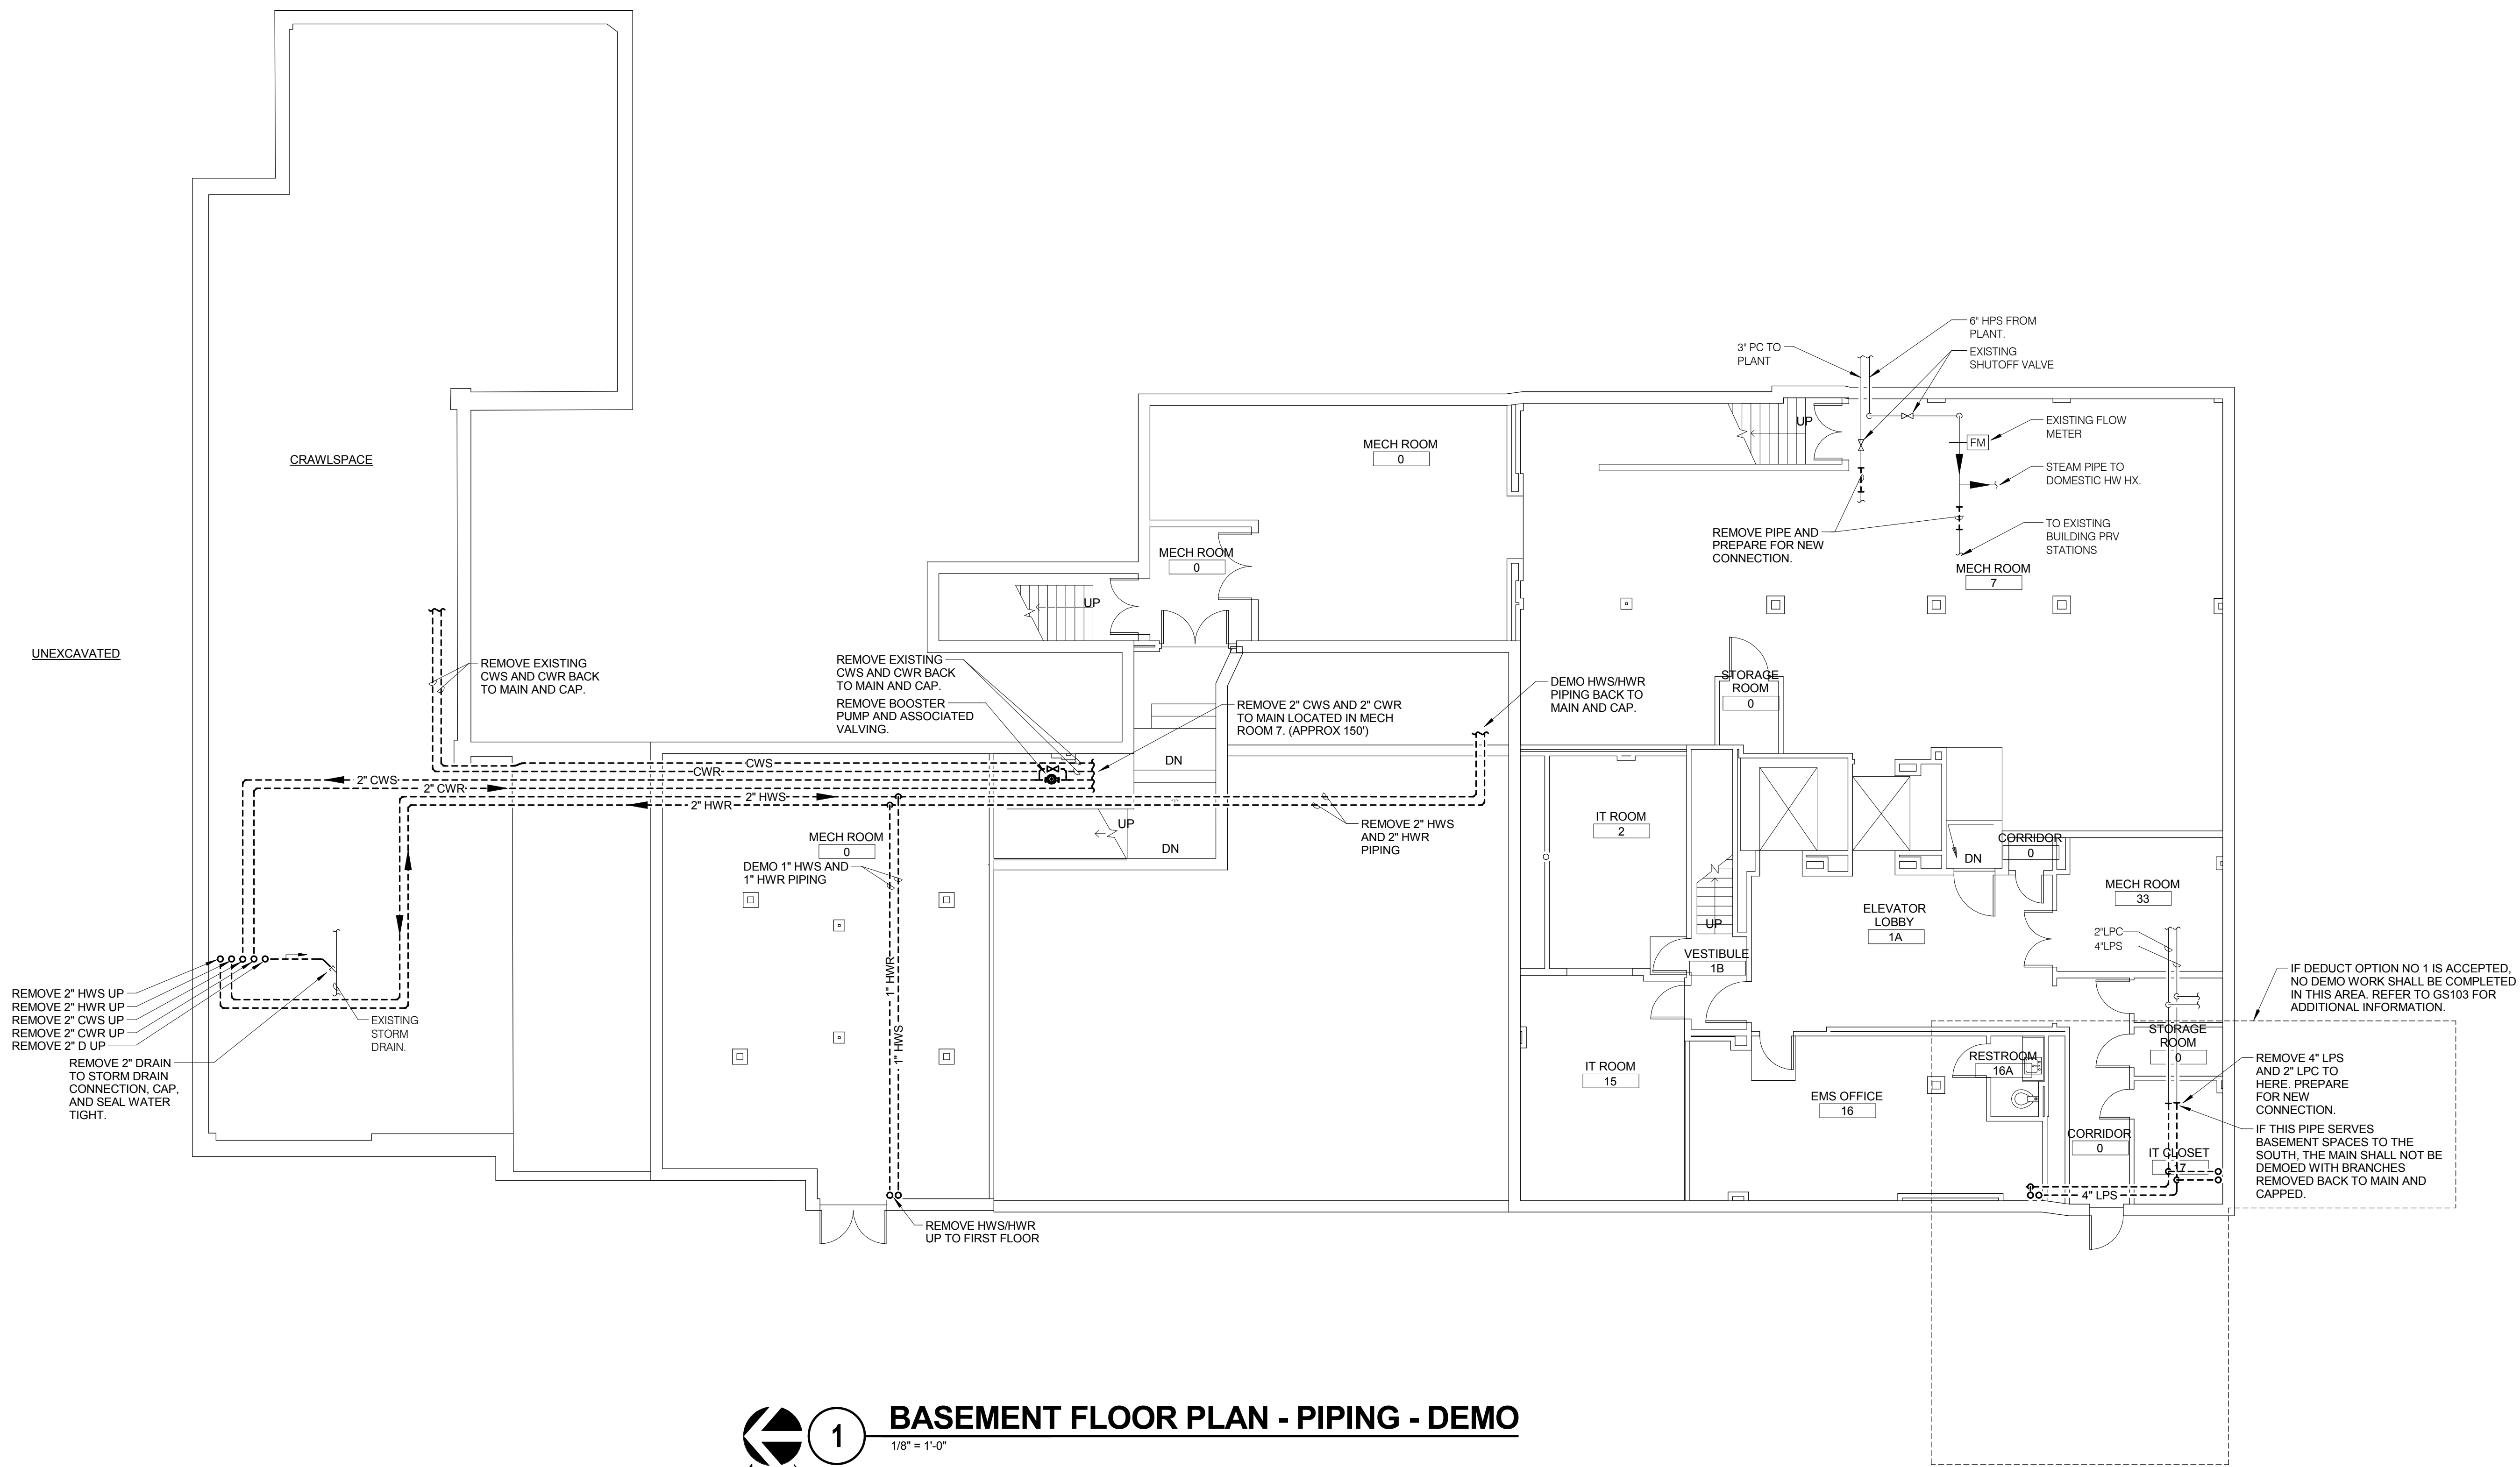 6" HPS FROM
PLANT.
3" PC TO
PLANT
EXISTING
SHUTOFF VALVE
UP
EXISTING FLOW
METER
FM
MECH ROOM
0
CRAWLSPACE
STEAM PIPE TO
DOMESTIC HW HX.
REMOVE PIPE AND
PREPARE FOR NEW
CONNECTION.
TO EXISTING
BUILDING PRV
STATIONS
MECH ROOM
0
MECH ROOM
7
UP
UNEXCAVATED
REMOVE EXISTING
CWS AND CWR BACK
TO MAIN AND CAP.
REMOVE EXISTING
CWS AND CWR BACK
TO MAIN AND CAP.
REMOVE BOOSTER
PUMP AND ASSOCIATED
VALVING.
REMOVE 2" CWS AND 2" CWR
TO MAIN LOCATED IN MECH
ROOM 7. (APPROX 150')
DEMO HWS/HWR
PIPING BACK TO
MAIN AND CAP.
STORAGE
ROOM
0
CWS
CWR
DN
2" CWS
2" CWR
2" HWS
2" HWR
UP
DN
REMOVE 2" HWS
AND 2" HWR
PIPING
IT ROOM
2
MECH ROOM
0
DEMO 1" HWS AND
1" HWR PIPING
DN
CORRIDOR
0
MECH ROOM
33
ELEVATOR
LOBBY
1A
UP
2"LPC
4"LPS
VESTIBULE
1B
1" HWR
1" HWS
REMOVE 2" HWS UP
REMOVE 2" HWR UP
REMOVE 2" CWS UP
REMOVE 2" CWR UP
REMOVE 2" D UP
EXISTING
STORM
DRAIN.
REMOVE 2" DRAIN
TO STORM DRAIN
CONNECTION, CAP,
AND SEAL WATER
TIGHT.
IF DEDUCT OPTION NO 1 IS ACCEPTED,
NO DEMO WORK SHALL BE COMPLETED
IN THIS AREA. REFER TO GS103 FOR
ADDITIONAL INFORMATION.
STORAGE
ROOM
0
RESTROOM
16A
IT ROOM
15
EMS OFFICE
16
REMOVE 4" LPS
AND 2" LPC TO
HERE. PREPARE
FOR NEW
CONNECTION.
IF THIS PIPE SERVES
BASEMENT SPACES TO THE
SOUTH, THE MAIN SHALL NOT BE
DEMOED WITH BRANCHES
REMOVED BACK TO MAIN AND
CAPPED.
CORRIDOR
0
IT CLOSET
17
4" LPS
REMOVE HWS/HWR
UP TO FIRST FLOOR
1
BASEMENT FLOOR PLAN - PIPING - DEMO
1/8" = 1'-0"